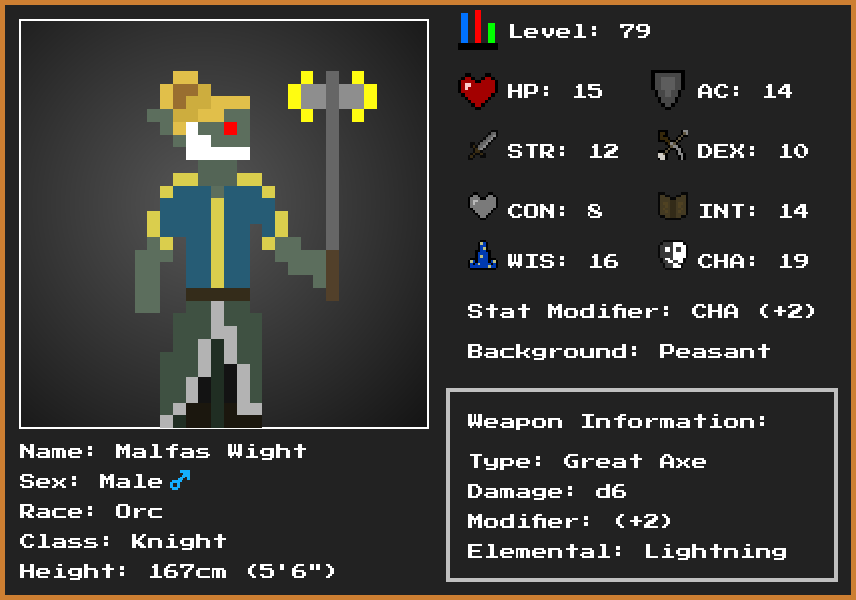 Level: 79
HP: 15 AC: 14
STR: 12 DEX: 10
CON: 8 INT: 14
WIS: 16 CHA: 19
Stat Modifier: CHA (+2)
Background: Peasant
Weapon Information:
Type: Great Axe
Damage: d6
Modifier: (+2)
Elemental: Lightning
Name: Malfas Wight
Sex: Male♂
Race: Orc
Class: Knight
Height: 167cm (5'6")